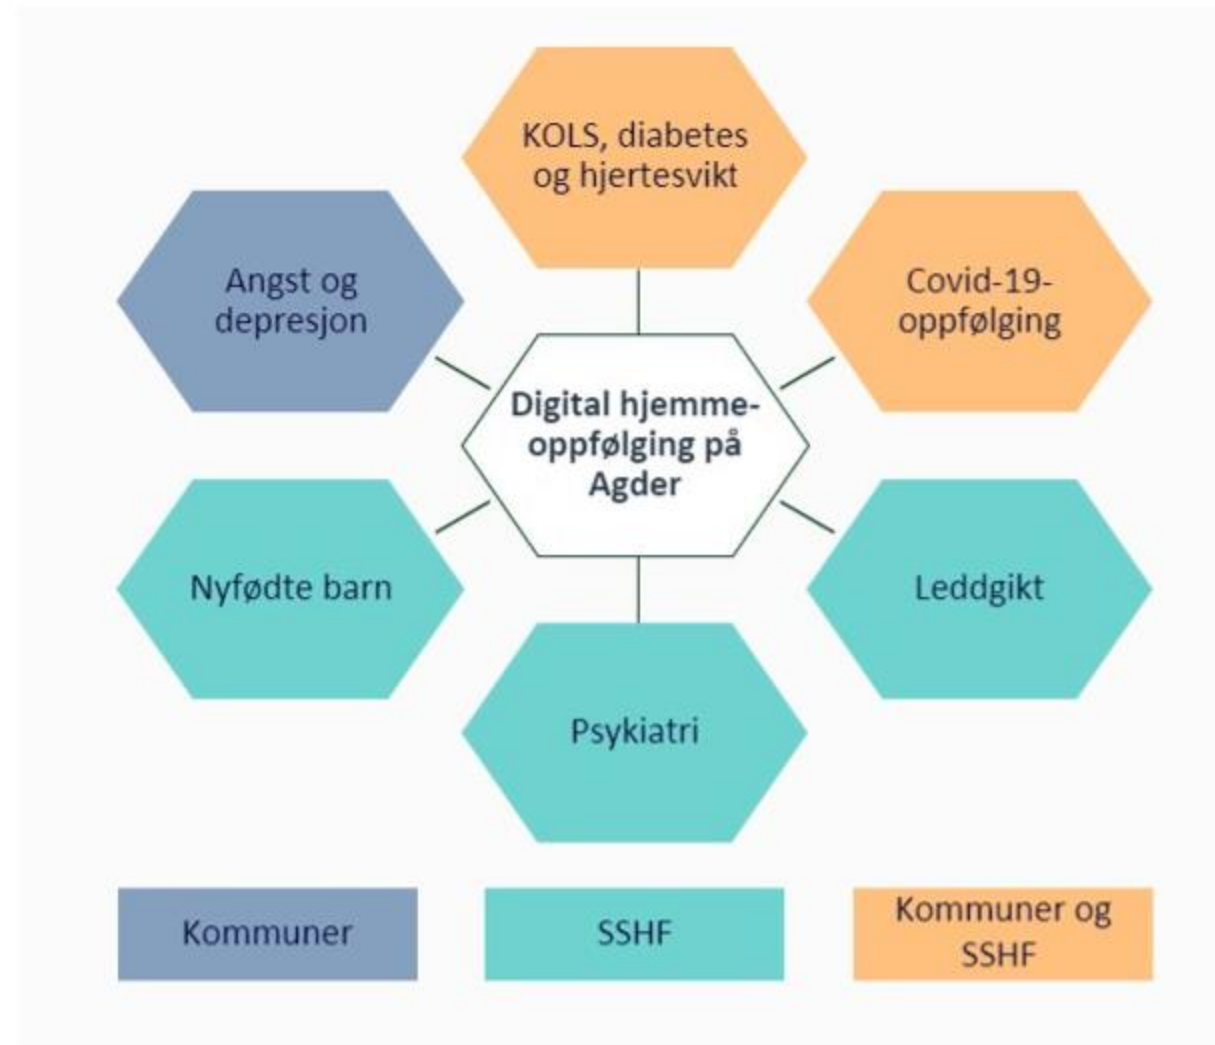 KOLS, diabetes
og hjertesvikt
Angst og
depresjon
Covid-19-
oppfølging
Digital hjemme-
oppfølging på
Agder
Nyfødte barn
Leddgikt
Psykiatri
Kommuner
SSHF
Kommuner og
SSHF